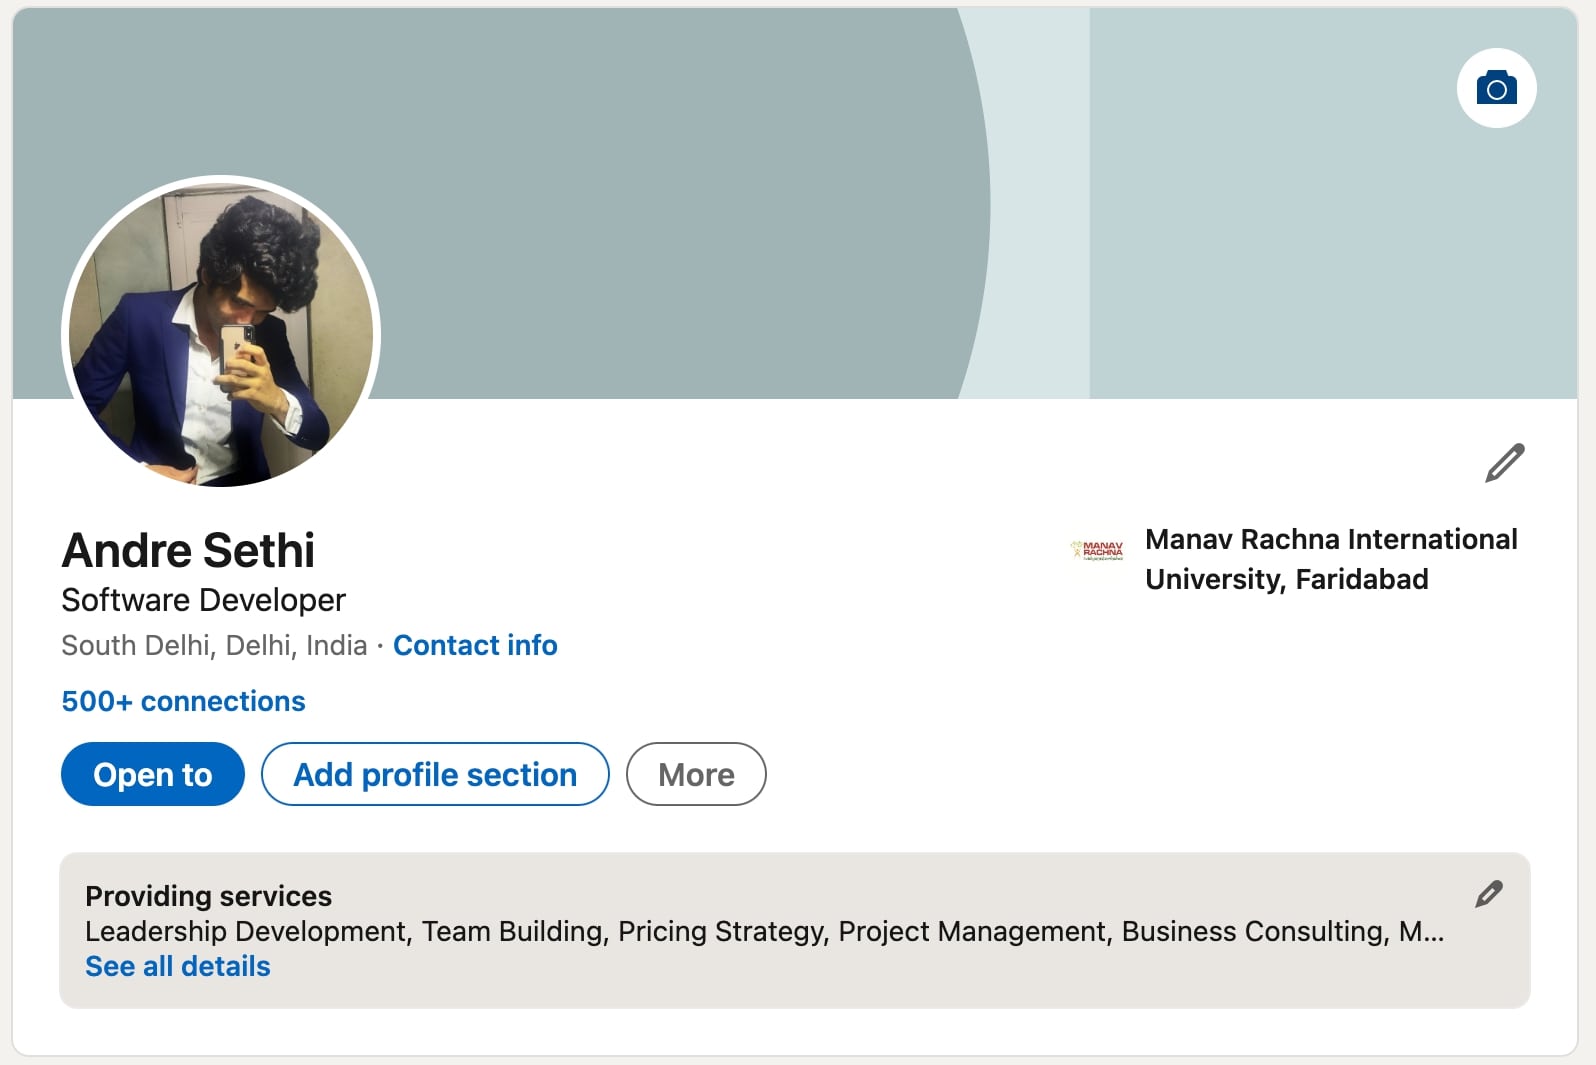 Andre Sethi
Software Developer
South Delhi, Delhi, India · Contact info
500+ connections
Open to
Add profile section
More
MANAV
RACHNA
Manav Rachna International
University, Faridabad
Providing services
Leadership Development, Team Building, Pricing Strategy, Project Management, Business Consulting, M...
See all details